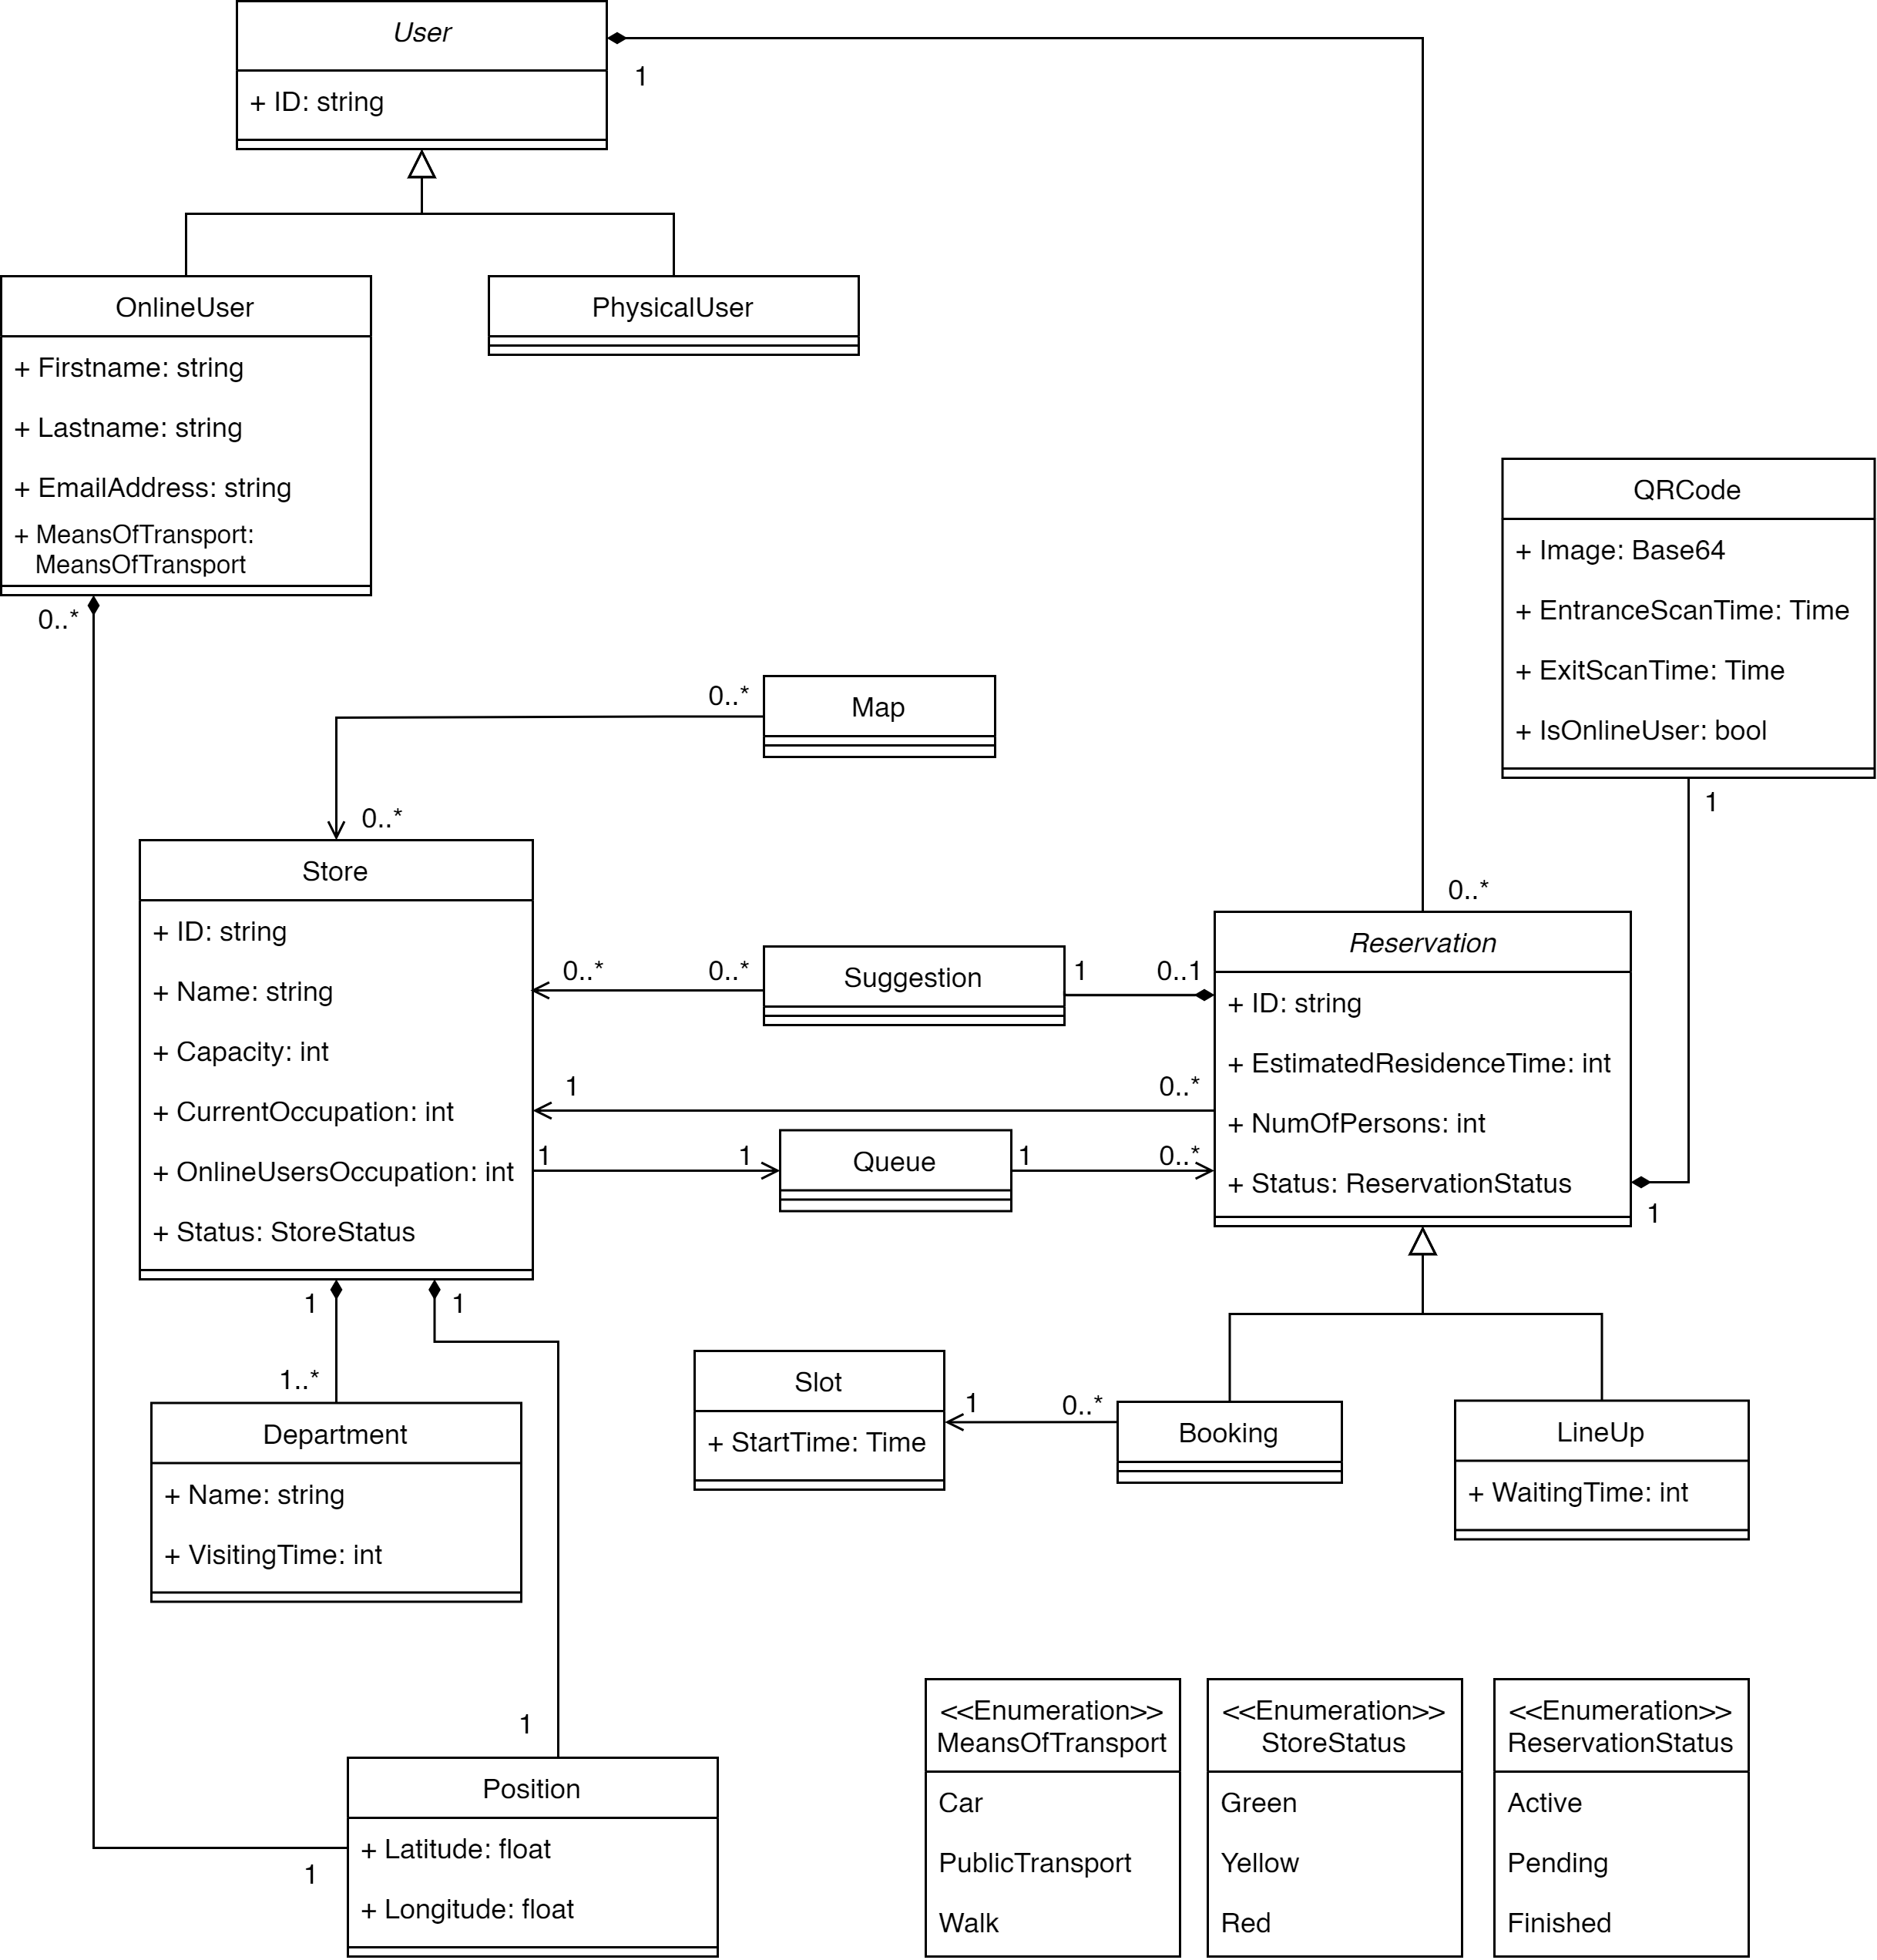 User
1
+ ID: string
OnlineUser
PhysicalUser
+ Firstname: string
+ Lastname: string
+ EmailAddress: string
+ MeansOfTransport:
MeansOfTransport
0..*
QRCode
+ Image: Base64
+ EntranceScanTime: Time
+ ExitScanTime: Time
+ IsOnlineUser: bool
1
0..*
Map
0..*
Store
+ ID: string
+ Name: string
+ Capacity: int
+ CurrentOccupation: int
+ OnlineUsersOccupation: int
+ Status: StoreStatus
0..*
0..*
Suggestion
1
0..1
0..*
Reservation
+ ID: string
+ EstimatedResidenceTime: int
+ NumOfPersons: int
+ Status: ReservationStatus
1
1
0..*
1
1
Queue
1
0..*
1
1
1..*
Department
+ Name: string
+ VisitingTime: int
Slot
+ StartTime: Time
1
0..*
Booking
LineUp
+ WaitingTime: int
1
Position
+ Latitude: float
+ Longitude: float
1
<<Enumeration>>
MeansOfTransport
Car
PublicTransport
Walk
<<Enumeration>>
StoreStatus
Green
Yellow
Red
<<Enumeration>>
ReservationStatus
Active
Pending
Finished